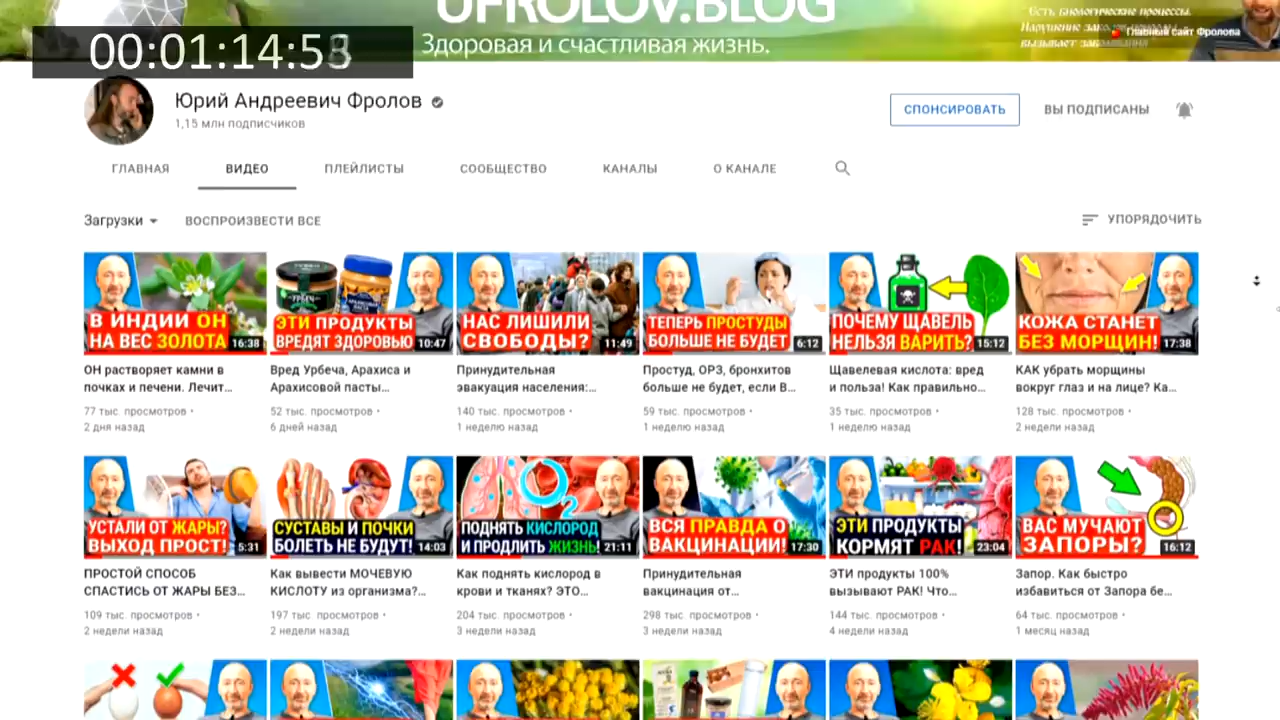 UFROLOV.BLOG
Здоровая и счастливая жизнь.
Есть биологические процессы.
Главный сайт Фролова
вызывает
00:01:14:58
Юрий Андреевич Фролов
1,15 млн подписчиков
СПОНСИРОВАТЬ
ВЫ ПОДПИСАНЫ
ГЛАВНАЯ ВИДЕО ПЛЕЙЛИСТЫ СООБЩЕСТВО КАНАЛЫ О КАНАЛЕ
Загрузки ВОСПРОИЗВЕСТИ ВСЕ УПОРЯДОЧИТЬ
В ИНДИИ ОН
НА ВЕС ЗОЛОТА 16:38
ОН растворяет камни в
почках и печени. Лечит...
77 тыс. просмотров •
2 дня назад
УРБЕЧ
ЭТИ ПРОДУКТЫ
ВРЕДЯТ ЗДОРОВЬЮ 10:47
Вред Урбеча, Арахиса и
Арахисовой пасты...
52 тыс. просмотров •
6 дней назад
НАС ЛИШИЛИ
СВОБОДЫ? 11:49
Принудительная
эвакуация населения:...
140 тыс. просмотров •
1 неделю назад
ТЕПЕРЬ ПРОСТУДЫ
БОЛЬШЕ НЕ БУДЕТ 6:12
Простуд, ОРЗ, бронхитов
больше не будет, если В...
59 тыс. просмотров •
1 неделю назад
ПОЧЕМУ ЩАВЕЛЬ
НЕЛЬЗЯ ВАРИТЬ? 15:12
Щавелевая кислота: вред
и польза! Как правильно...
35 тыс. просмотров •
1 неделю назад
КОЖА СТАНЕТ
БЕЗ МОРЩИН! 17:38
КАК убрать морщины
вокруг глаз и на лице? Ка...
128 тыс. просмотров •
2 недели назад
УСТАЛИ ОТ ЖАРЫ?
ВЫХОД ПРОСТ! 5:31
ПРОСТОЙ СПОСОБ
СПАСТИСЬ ОТ ЖАРЫ БЕЗ...
109 тыс. просмотров •
2 недели назад
СУСТАВЫ И ПОЧКИ
БОЛЕТЬ НЕ БУДУТ! 14:03
Как вывести МОЧЕВУЮ
КИСЛОТУ из организма?...
197 тыс. просмотров •
2 недели назад
O2
ПОДНЯТЬ КИСЛОРОД
И ПРОДЛИТЬ ЖИЗНЬ! 21:11
Как поднять кислород в
крови и тканях? ЭТО...
204 тыс. просмотров •
3 недели назад
ВСЯ ПРАВДА О
ВАКЦИНАЦИИ! 17:30
Принудительная
вакцинация от...
298 тыс. просмотров •
3 недели назад
ЭТИ ПРОДУКТЫ
КОРМЯТ РАК! 23:04
ЭТИ продукты 100%
вызывают РАК! Что...
144 тыс. просмотров •
4 недели назад
ВАС МУЧАЮТ
ЗАПОРЫ? 16:12
Запор. Как быстро
избавиться от Запора бе...
64 тыс. просмотров •
1 месяц назад